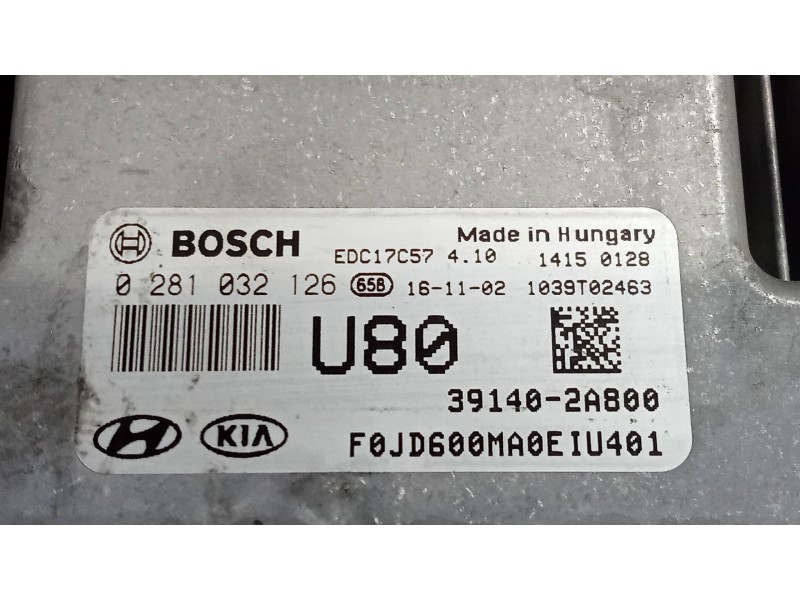 BOSCH EDC17C57 4.10 Made in Hungary 1415 0128
0 281 032 126 658 16-11-02 1039T02463
U80
39140-2A800
KIA F0JD600MA0EIU401